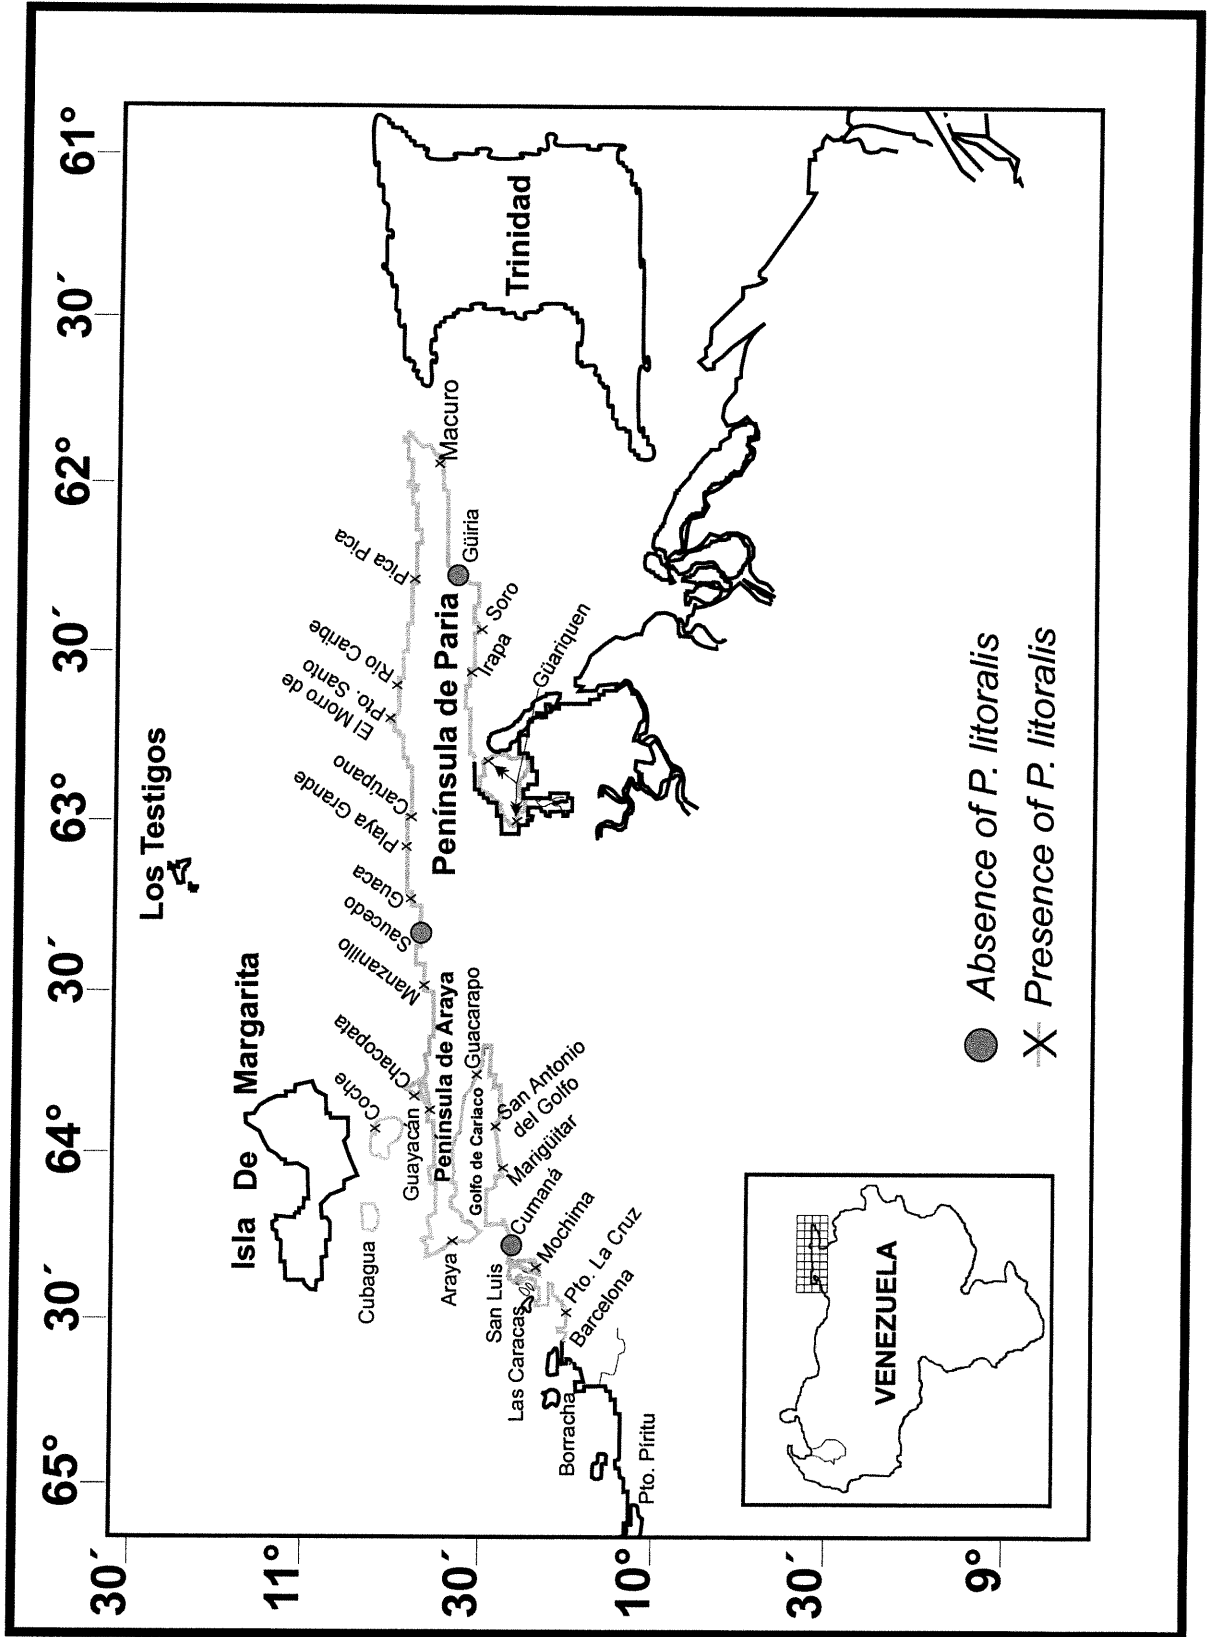 65°
30´
64°
30´
63°
30´
62°
30´
61°
30´
11°
30´
10°
30´
9°
Los Testigos
Isla De Margarita
Coche
Cubagua
Chacopata
Guayacán
Manzanillo
Saucedo
Guaca
Playa Grande
Carúpano
El Morro de
Pto. Santo
Río Caribe
Pica Pica
Macuro
Güiria
Soro
Irapa
Güariquen
Península de Paria
Trinidad
Península de Araya
Araya
Golfo de Cariaco
Guacarapo
San Antonio
del Golfo
Marigüitar
Cumaná
San Luis
Mochima
Las Caracas
Pto. La Cruz
Barcelona
Borracha
Pto. Píritu
Absence of P. litoralis
Presence of P. litoralis
VENEZUELA